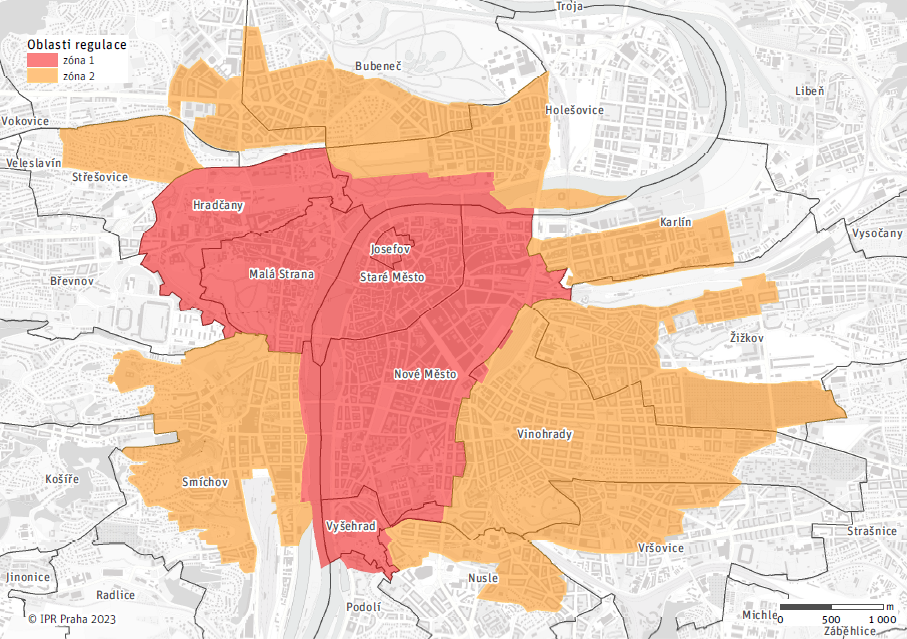 Troja
Oblasti regulace
zóna 1
zóna 2
Bubeneč
Libeň
Holešovice
Vokovice
Veleslavín
Střešovice
Hradčany
Karlín
Vysočany
Josefov
Malá Strana
Staré Město
Břevnov
Žižkov
Nové Město
Vinohrady
Košíře
Smíchov
Vyšehrad
Strašnice
Vršovice
Jinonice
Nusle
Radlice
Podolí
© IPR Praha 2023
Michle
m
0 500 1 000
Záběhlice